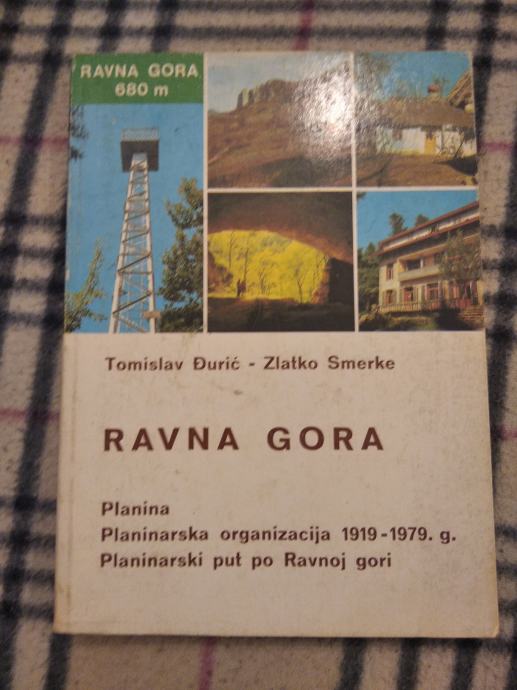 RAVNA GORA
680 m
Tomislav Đurić - Zlatko Smerke
RAVNA GORA
Planina
Planinarska organizacija 1919-1979. g.
Planinarski put po Ravnoj gori